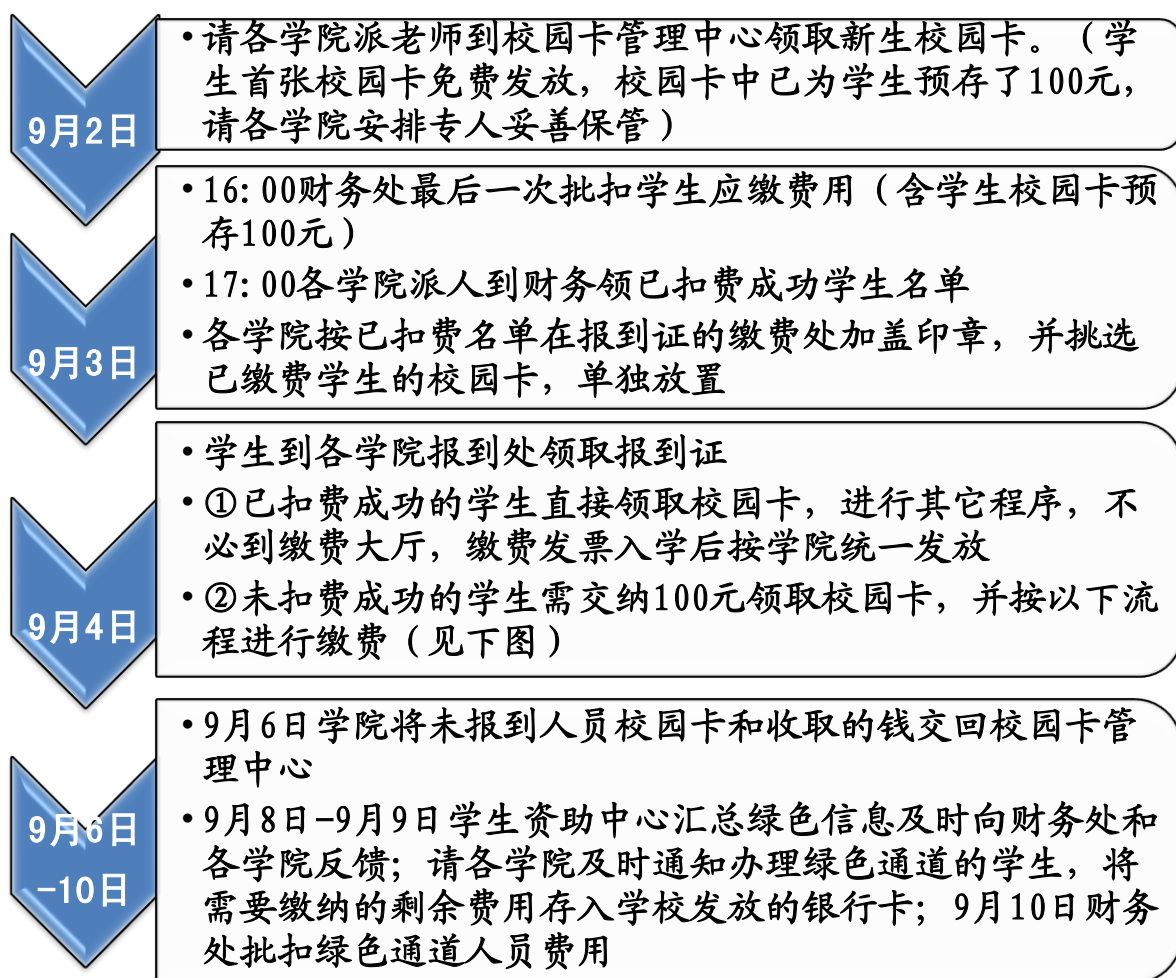 9月2日
•请各学院派老师到校园卡管理中心领取新生校园卡。（学
生首张校园卡免费发放，校园卡中已为学生预存了100元，
请各学院安排专人妥善保管）
9月3日
•16:00财务处最后一次批扣学生应缴费用（含学生校园卡预
存100元）
•17:00各学院派人到财务领已扣费成功学生名单
•各学院按已扣费名单在报到证的缴费处加盖印章，并挑选
已缴费学生的校园卡，单独放置
9月4日
•学生到各学院报到处领取报到证
•①已扣费成功的学生直接领取校园卡，进行其它程序，不
必到缴费大厅，缴费发票入学后按学院统一发放
•②未扣费成功的学生需交纳100元领取校园卡，并按以下流
程进行缴费（见下图）
9月6日
-10日
•9月6日学院将未报到人员校园卡和收取的钱交回校园卡管
理中心
•9月8日-9月9日学生资助中心汇总绿色信息及时向财务处和
各学院反馈；请各学院及时通知办理绿色通道的学生，将
需要缴纳的剩余费用存入学校发放的银行卡；9月10日财务
处批扣绿色通道人员费用